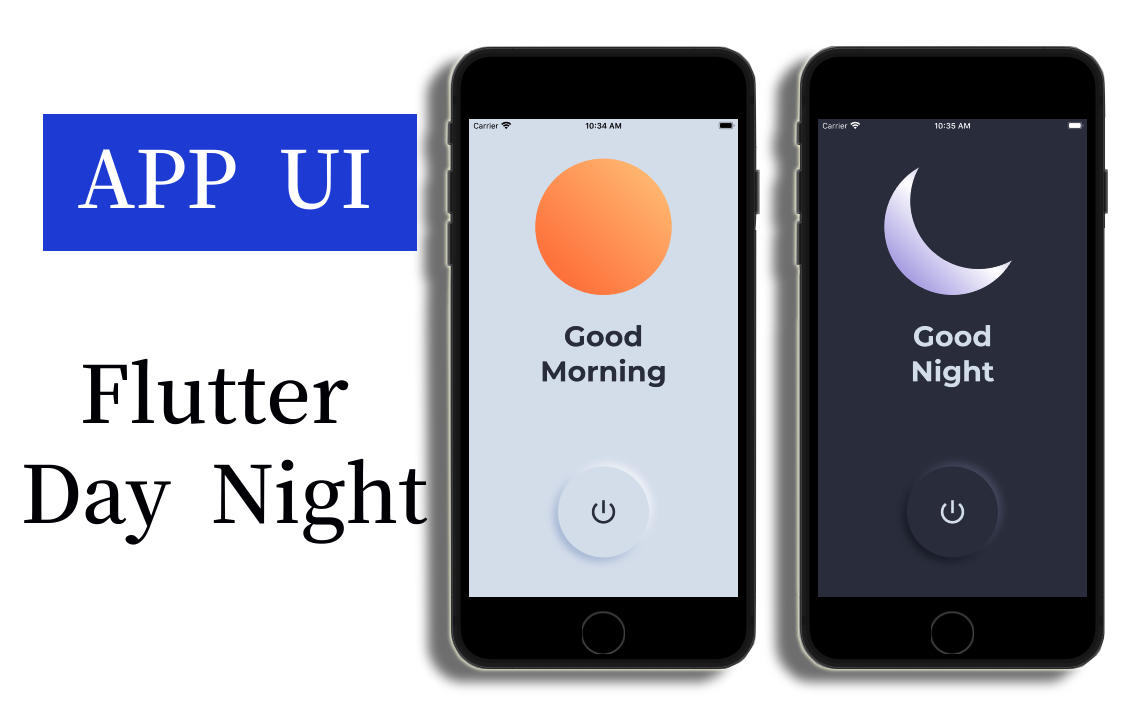 APP UI
Flutter
Day Night
Carrier 10:34 AM
Good
Morning
Carrier 10:35 AM
Good
Night